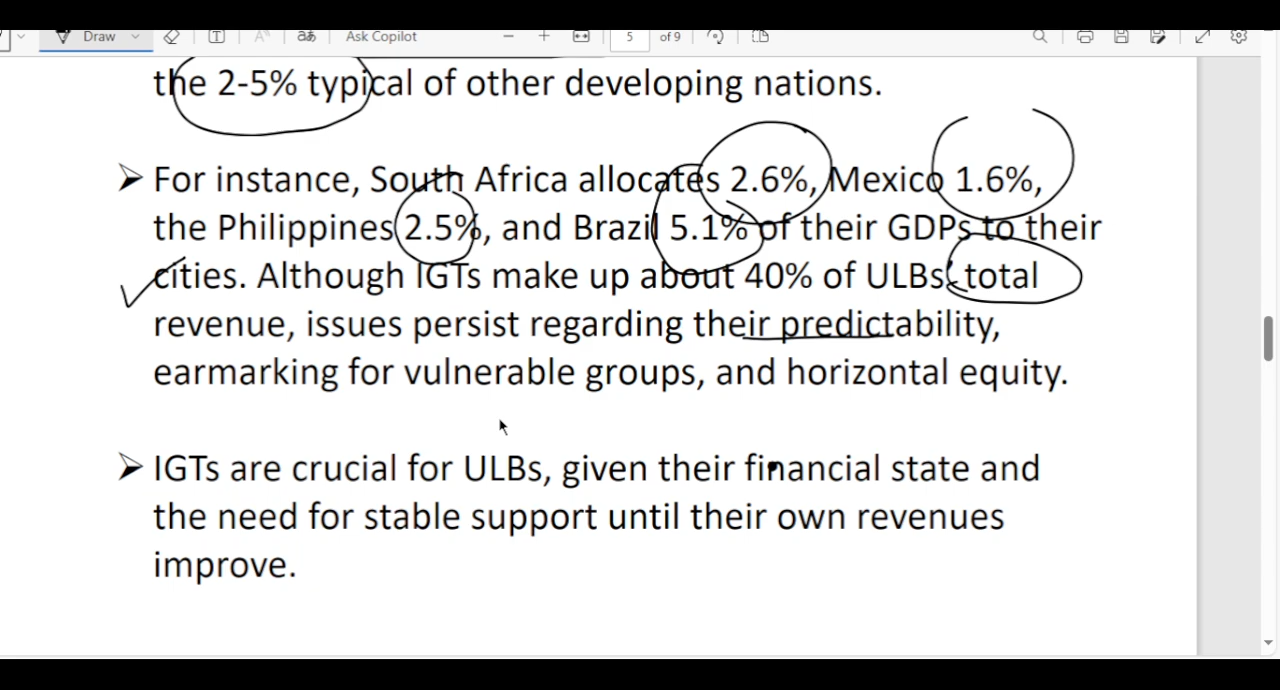 Draw
Ask Copilot
5 of 9
the 2-5% typical of other developing nations.
➢ For instance, South Africa allocates 2.6%, Mexico 1.6%,
the Philippines 2.5%, and Brazil 5.1% of their GDPs to their
cities. Although IGTs make up about 40% of ULBs' total
revenue, issues persist regarding their predictability,
earmarking for vulnerable groups, and horizontal equity.
➢ IGTs are crucial for ULBs, given their financial state and
the need for stable support until their own revenues
improve.